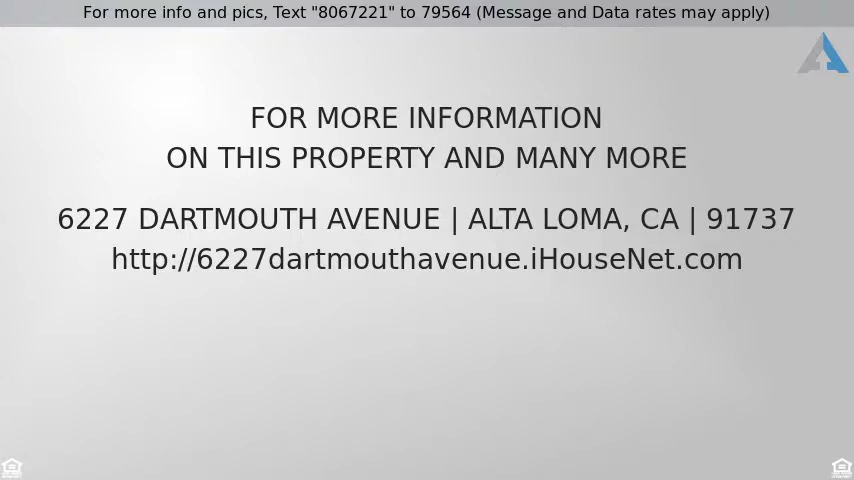 For more info and pics, Text "8067221" to 79564 (Message and Data rates may apply)
FOR MORE INFORMATION
ON THIS PROPERTY AND MANY MORE
6227 DARTMOUTH AVENUE | ALTA LOMA, CA | 91737
http://6227dartmouthavenue.iHouseNet.com